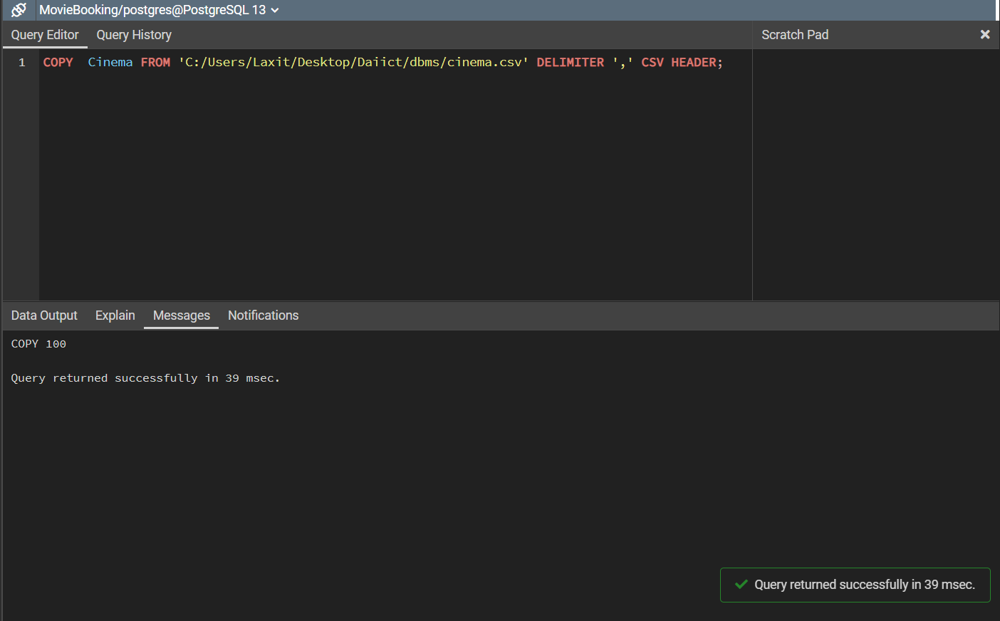 MovieBooking/postgres@PostgreSQL 13
Query Editor Query History
Scratch Pad
1 COPY  Cinema FROM 'C:/Users/Laxit/Desktop/Daiict/dbms/cinema.csv' DELIMITER ',' CSV HEADER;
Data Output Explain Messages Notifications
COPY 100
Query returned successfully in 39 msec.
Query returned successfully in 39 msec.